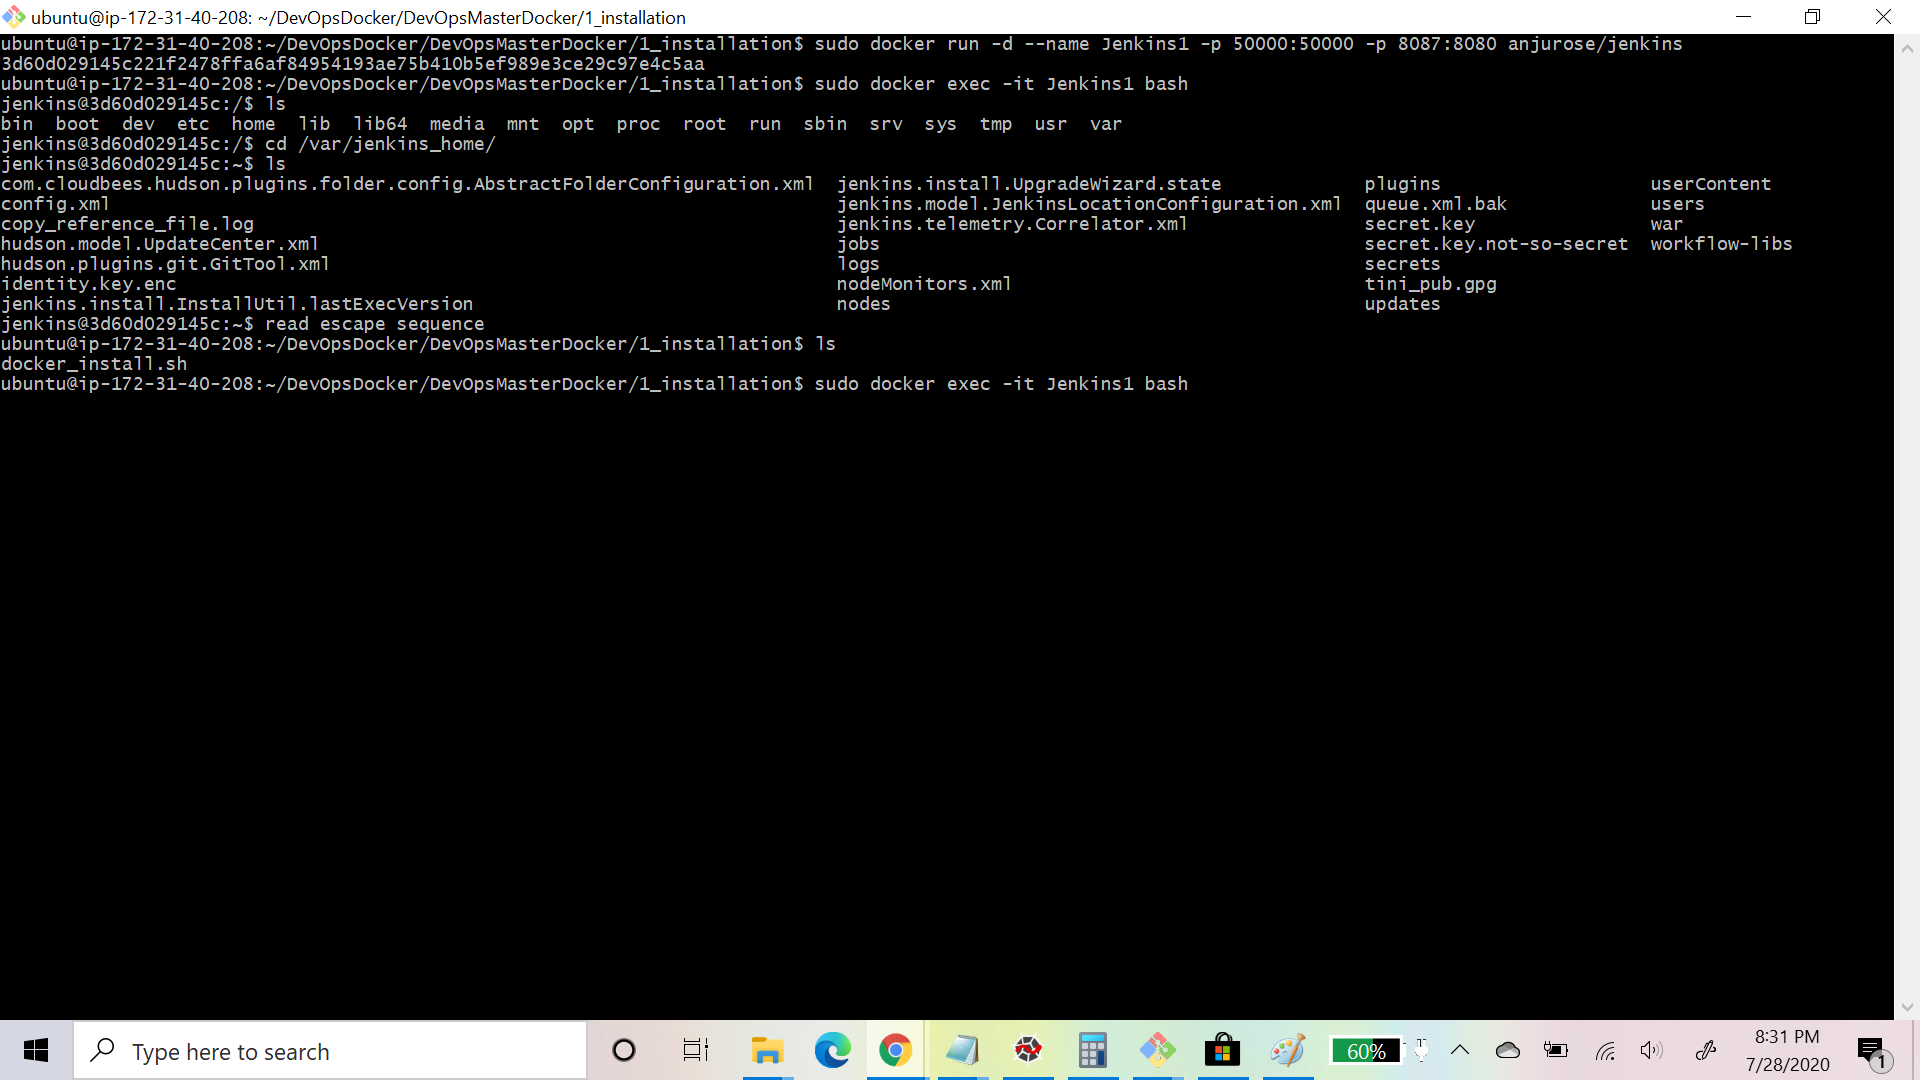 ubuntu@ip-172-31-40-208: ~/DevOpsDocker/DevOpsMasterDocker/1_installation
ubuntu@ip-172-31-40-208:~/DevOpsDocker/DevOpsMasterDocker/1_installation$ sudo docker run -d --name Jenkins1 -p 50000:50000 -p 8087:8080 anjurose/jenkins
3d60d029145c221f2478ffa6af84954193ae75b410b5ef989e3ce29c97e4c5aa
ubuntu@ip-172-31-40-208:~/DevOpsDocker/DevOpsMasterDocker/1_installation$ sudo docker exec -it Jenkins1 bash
jenkins@3d60d029145c:/$ ls
bin  boot  dev  etc  home  lib  lib64  media  mnt  opt  proc  root  run  sbin  srv  sys  tmp  usr  var
jenkins@3d60d029145c:/$ cd /var/jenkins_home/
jenkins@3d60d029145c:~$ ls
com.cloudbees.hudson.plugins.folder.config.AbstractFolderConfiguration.xml  jenkins.install.UpgradeWizard.state  plugins  userContent
config.xml  jenkins.model.JenkinsLocationConfiguration.xml  queue.xml.bak  users
copy_reference_file.log  jenkins.telemetry.Correlator.xml  secret.key  war
hudson.model.UpdateCenter.xml  jobs  secret.key.not-so-secret  workflow-libs
hudson.plugins.git.GitTool.xml  logs  secrets
identity.key.enc  nodeMonitors.xml  tini_pub.gpg
jenkins.install.InstallUtil.lastExecVersion  nodes  updates
jenkins@3d60d029145c:~$ read escape sequence
ubuntu@ip-172-31-40-208:~/DevOpsDocker/DevOpsMasterDocker/1_installation$ ls
docker_install.sh
ubuntu@ip-172-31-40-208:~/DevOpsDocker/DevOpsMasterDocker/1_installation$ sudo docker exec -it Jenkins1 bash
Type here to search
60%
8:31 PM
7/28/2020
1